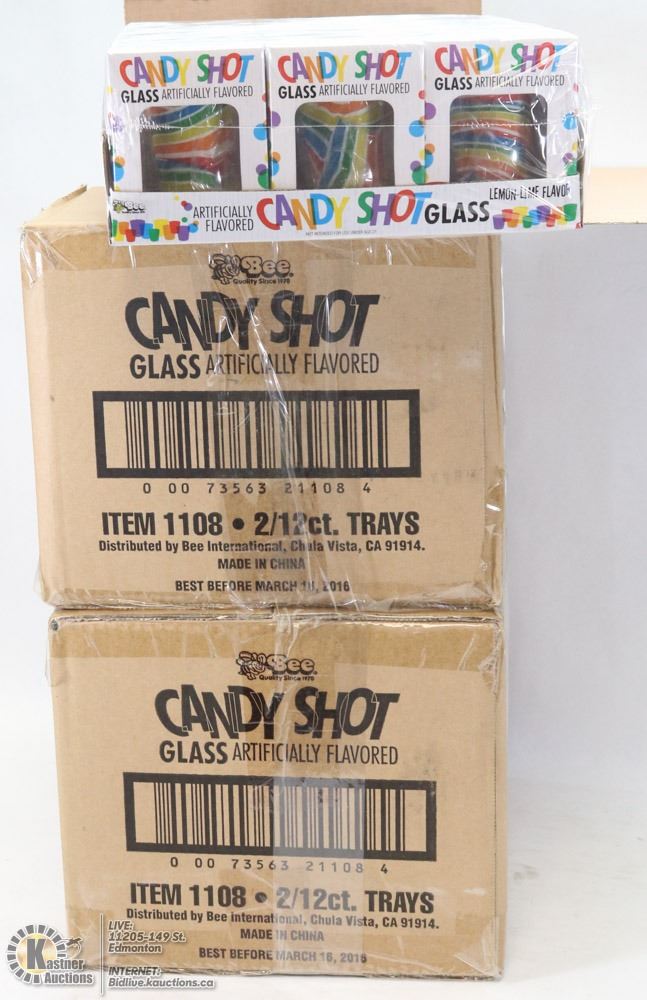 CANDY SHOT
GLASS ARTIFICIALLY FLAVORED
CANDY SHOT
GLASS ARTIFICIALLY FLAVORED
CANDY SHOT
GLASS ARTIFICIALLY FLAVORED
Bee
ARTIFICIALLY FLAVORED
CANDY SHOT GLASS
LEMON-LIME FLAVOR
Bee
Quality Since 1970
CANDY SHOT
GLASS ARTIFICIALLY FLAVORED
0 00 73563 21108 4
ITEM 1108 • 2/12ct. TRAYS
Distributed by Bee International, Chula Vista, CA 91914.
MADE IN CHINA
BEST BEFORE MARCH 16, 2016
Bee
Quality Since 1970
CANDY SHOT
GLASS ARTIFICIALLY FLAVORED
0 00 73563 21108 4
ITEM 1108 • 2/12ct. TRAYS
Distributed by Bee International, Chula Vista, CA 91914.
MADE IN CHINA
BEST BEFORE MARCH 16, 2016
K
Kastner
Auctions
LIVE:
11205-149 St.
Edmonton
INTERNET:
Bidlive.kauctions.ca